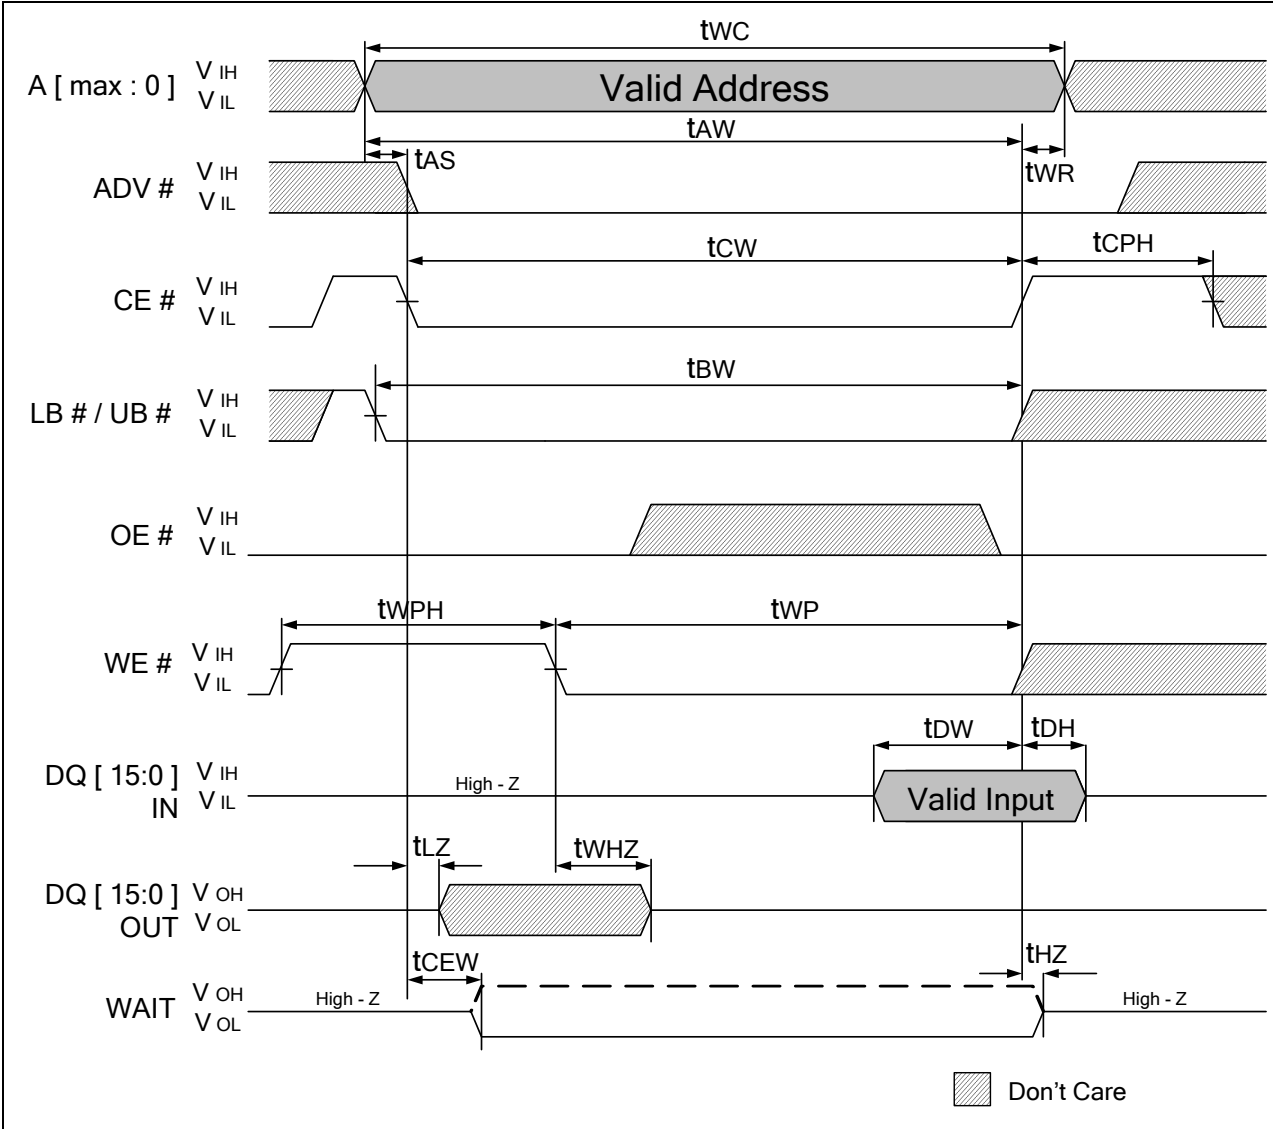 tWC
A [ max : 0 ] V IH
V IL
Valid Address
tAW
tAS
tWR
ADV # V IH
V IL
tCW
tCPH
CE # V IH
V IL
tBW
LB # / UB # V IH
V IL
OE # V IH
V IL
tWPH
tWP
WE # V IH
V IL
tDW
tDH
DQ [ 15:0 ] V IH
IN V IL
High - Z
Valid Input
tLZ
tWHZ
DQ [ 15:0 ] V OH
OUT V OL
tCEW
tHZ
WAIT V OH
V OL
High - Z
High - Z
Don't Care